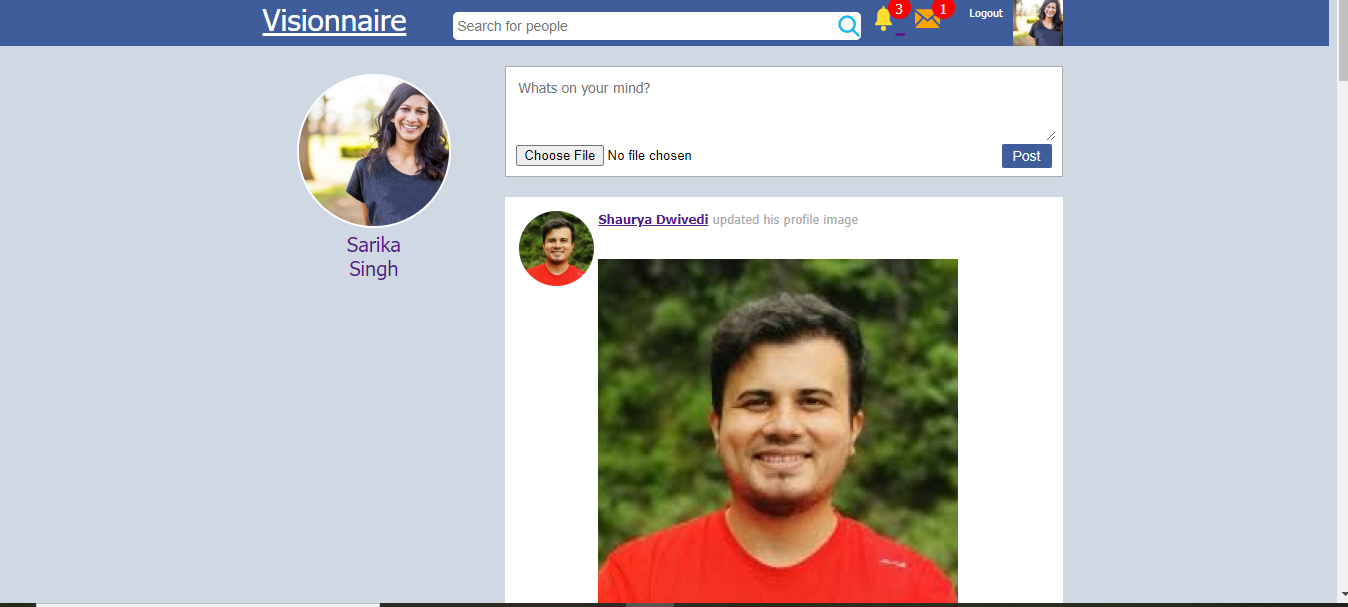 Visionnaire
Search for people
3
1
Logout
Whats on your mind?
Choose File No file chosen
Post
Sarika
Singh
Shaurya Dwivedi updated his profile image